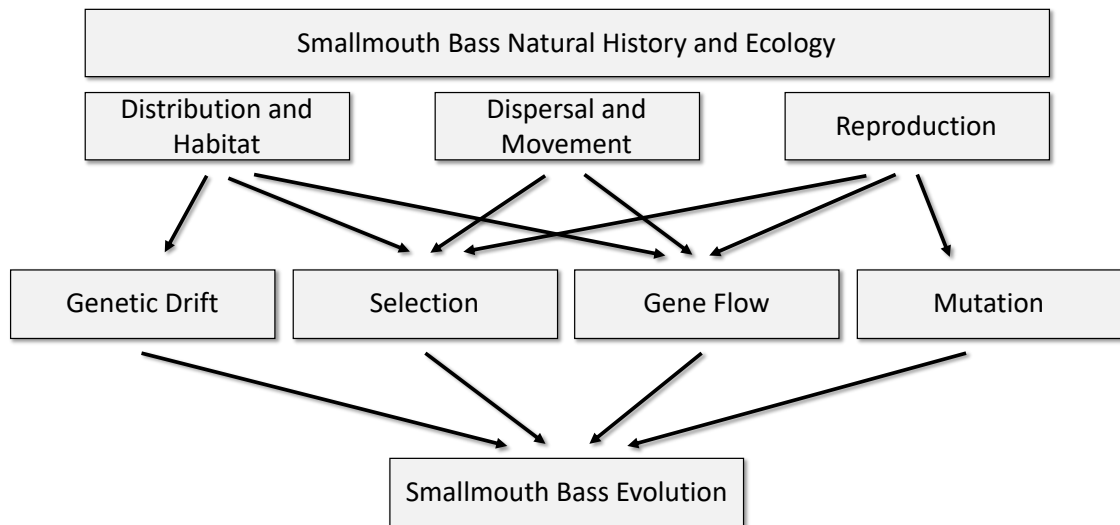 Smallmouth Bass Natural History and Ecology
Distribution and
Habitat
Dispersal and
Movement
Reproduction
Genetic Drift
Selection
Gene Flow
Mutation
Smallmouth Bass Evolution